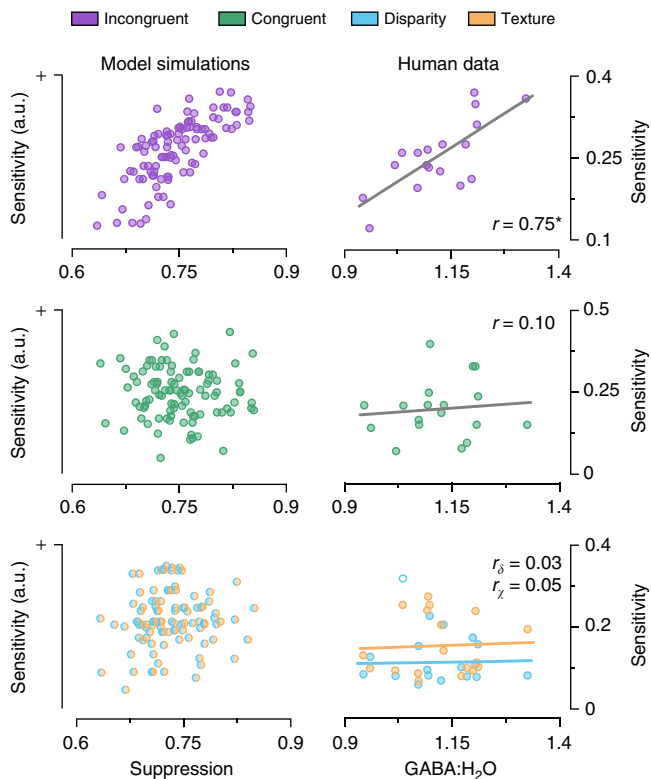 Incongruent Congruent Disparity Texture
Model simulations Human data
+ 0.4
Sensitivity (a.u.) 0.25 Sensitivity
r = 0.75*
0.1
0.6 0.75 0.9 0.9 1.15 1.4
+ 0.5
r = 0.10
Sensitivity (a.u.) 0.25 Sensitivity
0
0.6 0.75 0.9 0.9 1.15 1.4
+ 0.4
rδ = 0.03
rχ = 0.05
Sensitivity (a.u.) 0.2 Sensitivity
0
0.6 0.75 0.9 0.9 1.15 1.4
Suppression GABA:H₂O